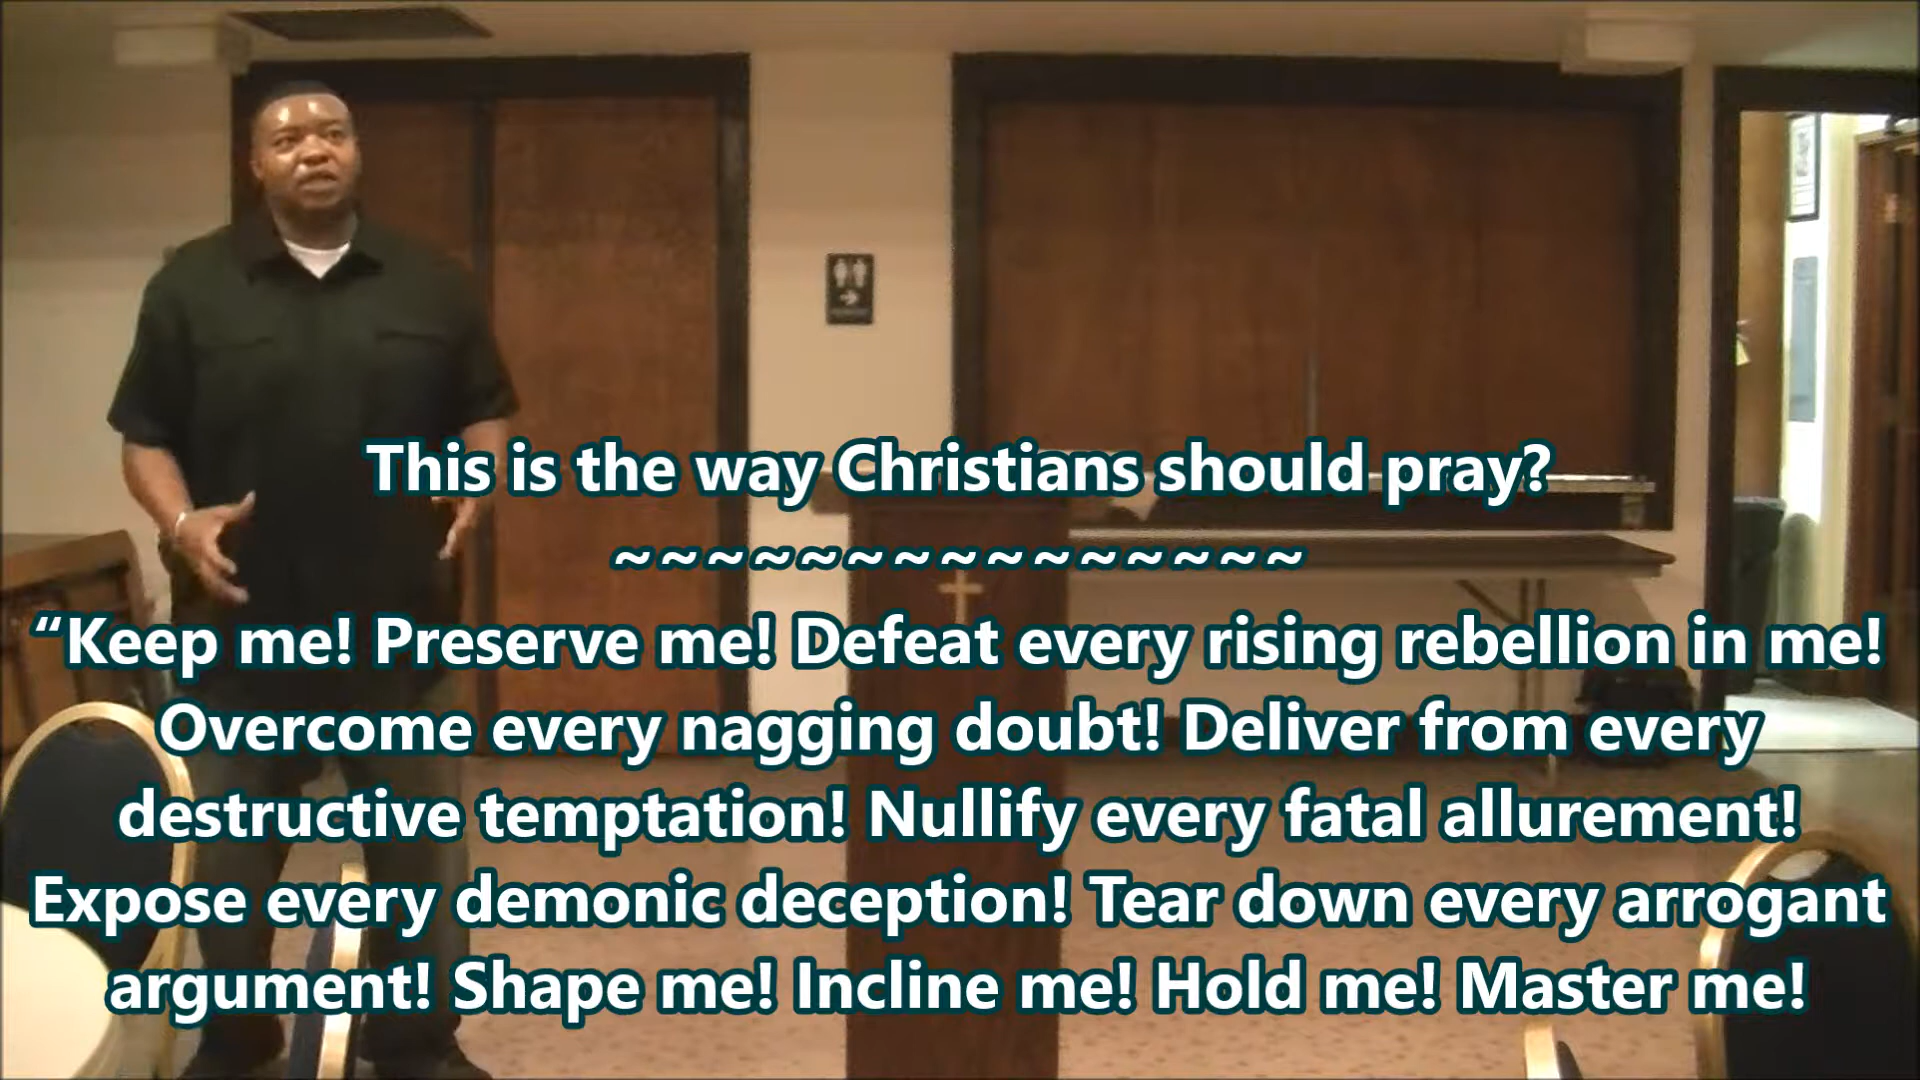 This is the way Christians should pray?
~~~~~~~~~~~~~~~
“Keep me! Preserve me! Defeat every rising rebellion in me!
Overcome every nagging doubt! Deliver from every
destructive temptation! Nullify every fatal allurement!
Expose every demonic deception! Tear down every arrogant
argument! Shape me! Incline me! Hold me! Master me!